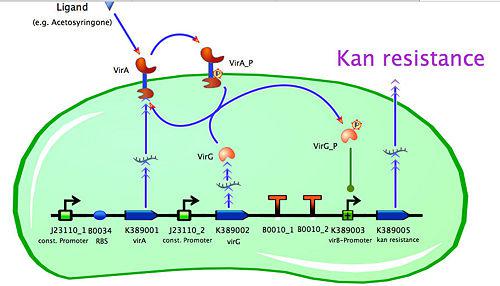 Ligand
(e.g. Acetosyringone)
Kan resistance
VirA
VirA_P
P
P
VirG
VirG_P
J23110_1
const. Promoter
B0034
RBS
K389001
virA
J23110_2
const. Promoter
K389002
virG
B0010_1
B0010_2
K389003
virB-Promoter
K389005
kan resistance